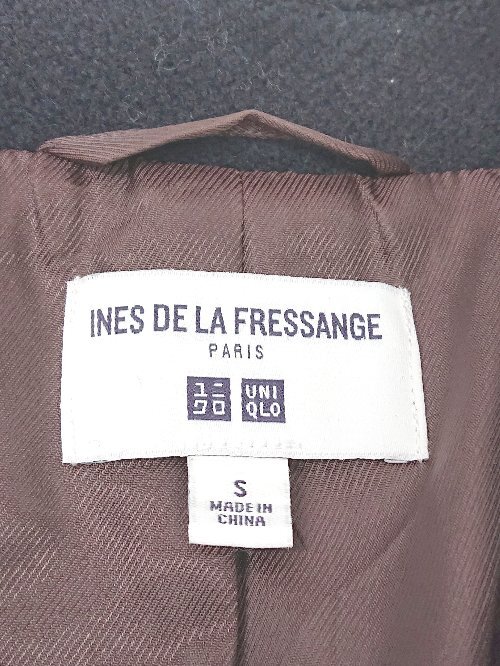 INES DE LA FRESSANGE
PARIS
ユニ UNI
クロ QLO
S
MADE IN
CHINA